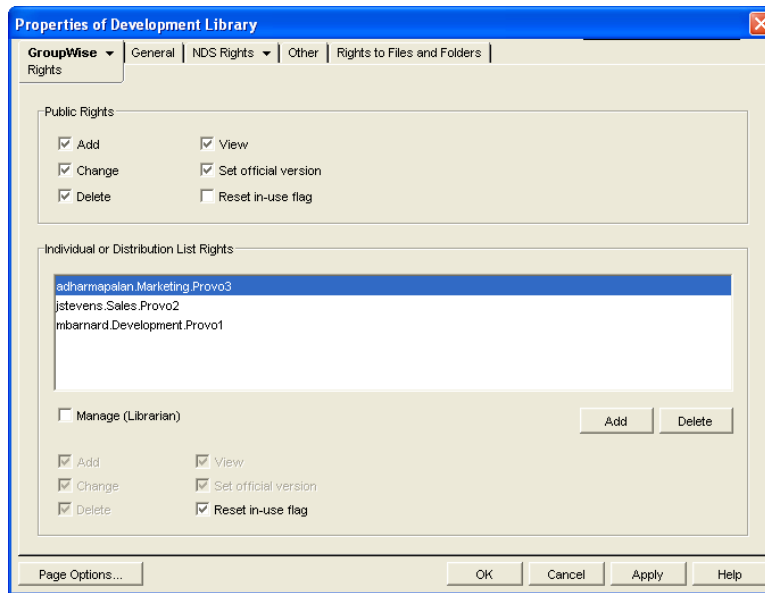 Properties of Development Library
GroupWise General NDS Rights Other Rights to Files and Folders
Rights
Public Rights
Add View
Change Set official version
Delete Reset in-use flag
Individual or Distribution List Rights
adharmapalan.Marketing.Provo3
jstevens.Sales.Provo2
mbarnard.Development.Provo1
Manage (Librarian) Add Delete
Add View
Change Set official version
Delete Reset in-use flag
Page Options... OK Cancel Apply Help